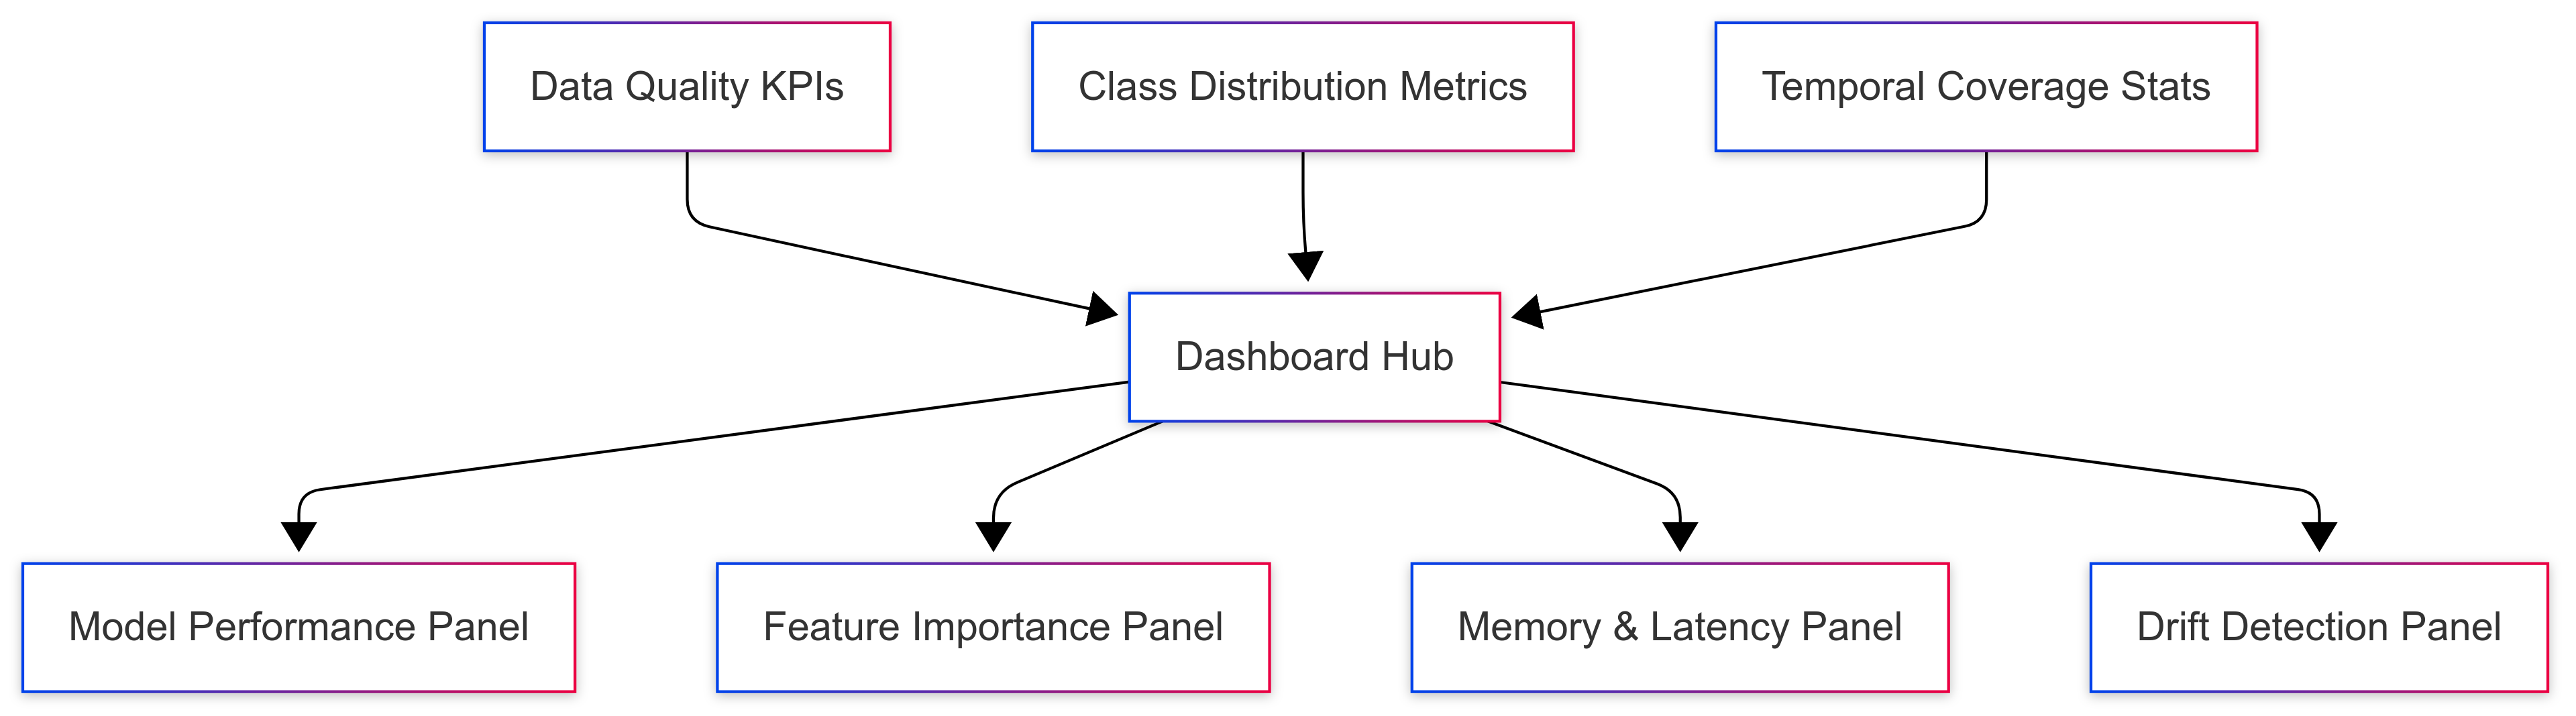 Data Quality KPIs
Class Distribution Metrics
Temporal Coverage Stats
Dashboard Hub
Model Performance Panel
Feature Importance Panel
Memory & Latency Panel
Drift Detection Panel